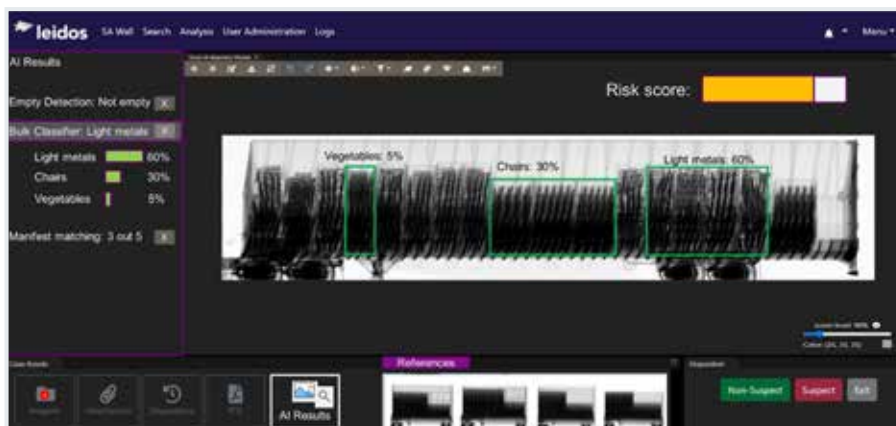 leidos SA Wall Search Analysis User Administration Logs Menu
AI Results
Risk score:
Empty Detection: Not empty X
Bulk Classifier: Light metals X
Light metals 60%
Chairs 30%
Vegetables 5%
Manifest matching: 3 out 5 X
Vegetables: 5%
Chairs: 30%
Light metals: 60%
References
AI Results
Non-Suspect Suspect Exit